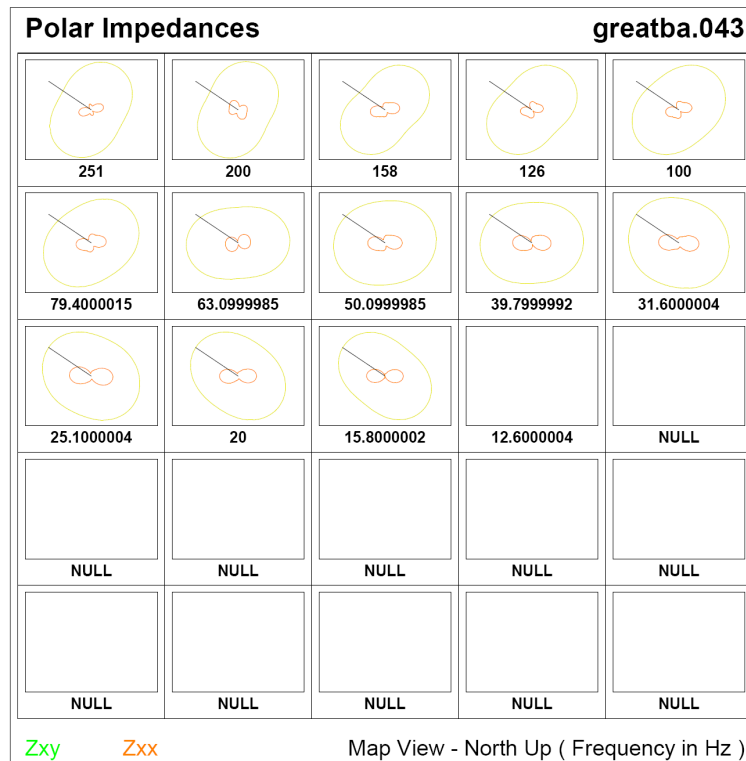 Polar Impedances greatba.043
251 200 158 126 100
79.4000015 63.0999985 50.0999985 39.7999992 31.6000004
25.1000004 20 15.8000002 12.6000004 NULL
NULL NULL NULL NULL NULL
NULL NULL NULL NULL NULL
Zxy Zxx Map View - North Up ( Frequency in Hz )